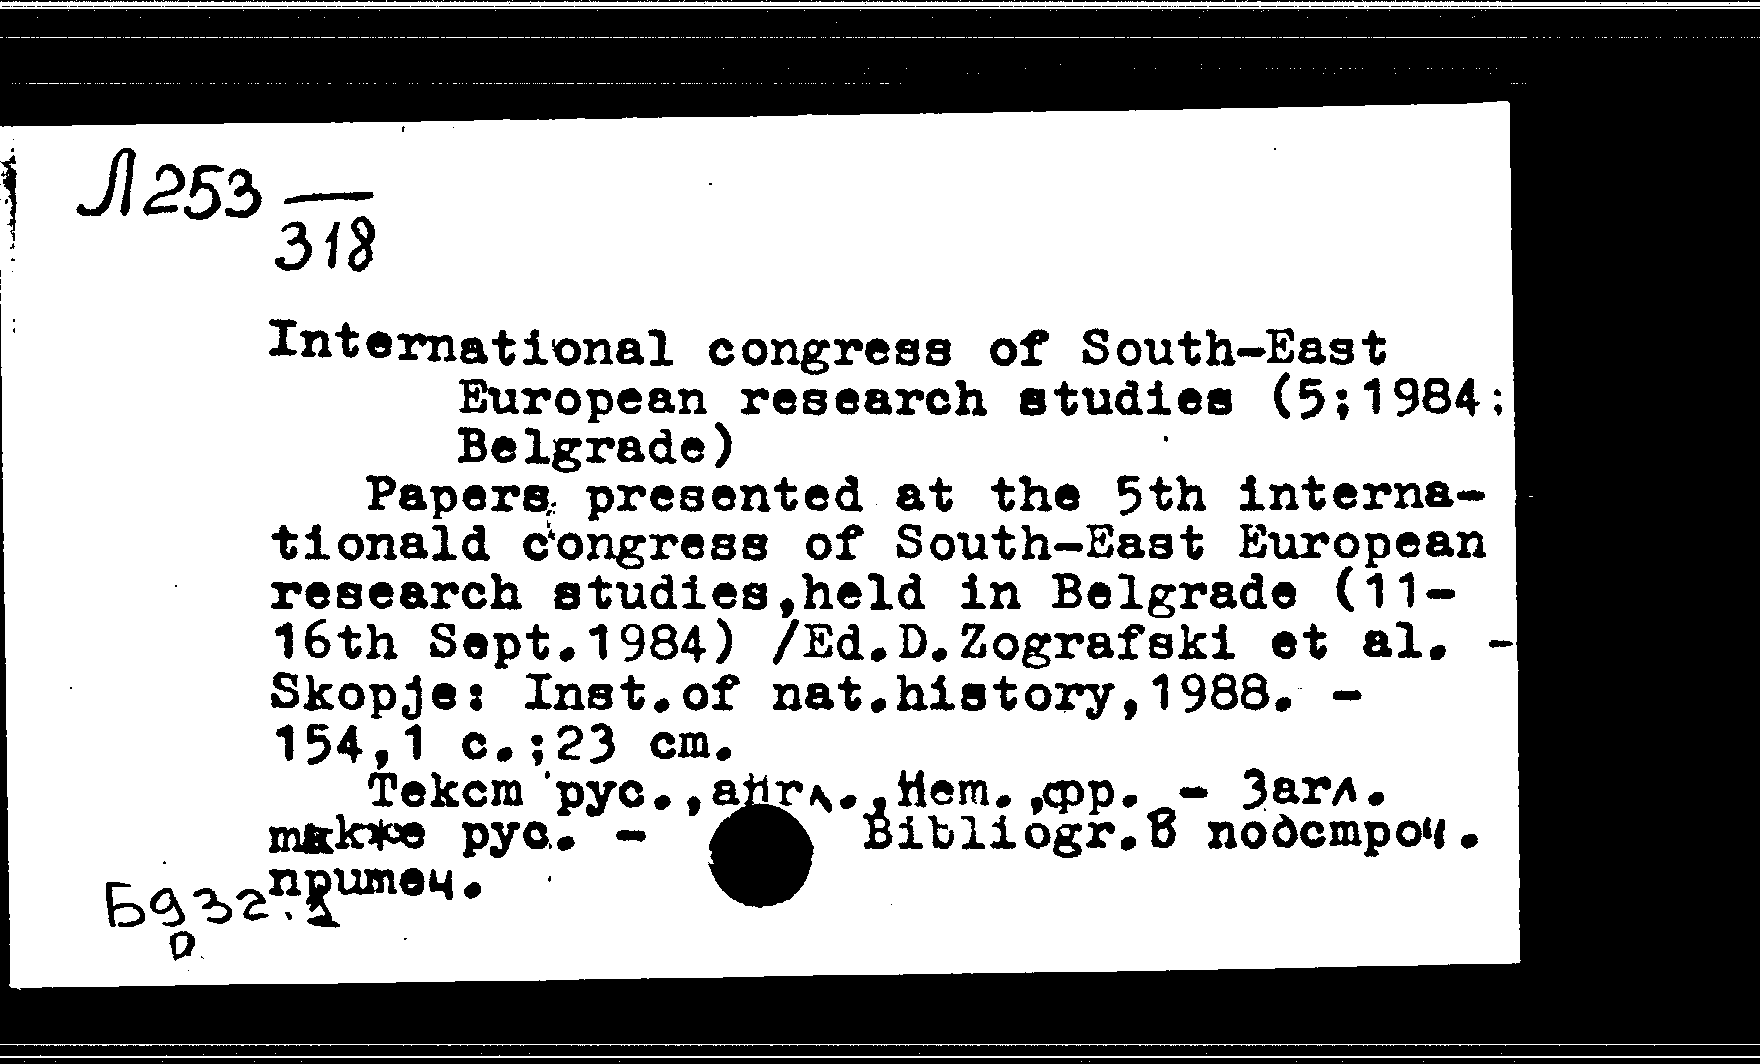 Л253 —
318
International congress of South-East
European research studies (5;1984:
Belgrade)
Papers presented at the 5th interna-
tionald congress of South-East European
research studies,held in Belgrade (11-
16th Sept.1984) /Ed.D.Zografski et al. -
Skopje: Inst.of nat.history,1988. -
154,1 c.;23 cm.
Текст рус.,англ.,нем.,фр. - Загл.
также рус. - Bibliogr.в подстроч.
примеч.